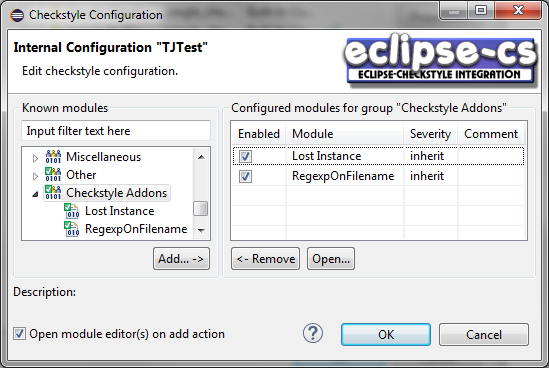 Checkstyle Configuration
Internal Configuration "TJTest"
Edit checkstyle configuration.
eclipse-cs
ECLIPSE-CHECKSTYLE INTEGRATION
Known modules
Input filter text here
Miscellaneous
Other
Checkstyle Addons
Lost Instance
RegexpOnFilename
Add... ->
Configured modules for group "Checkstyle Addons"
Enabled Module Severity Comment
Lost Instance inherit
RegexpOnFilename inherit
<- Remove Open...
Description:
Open module editor(s) on add action
? OK Cancel